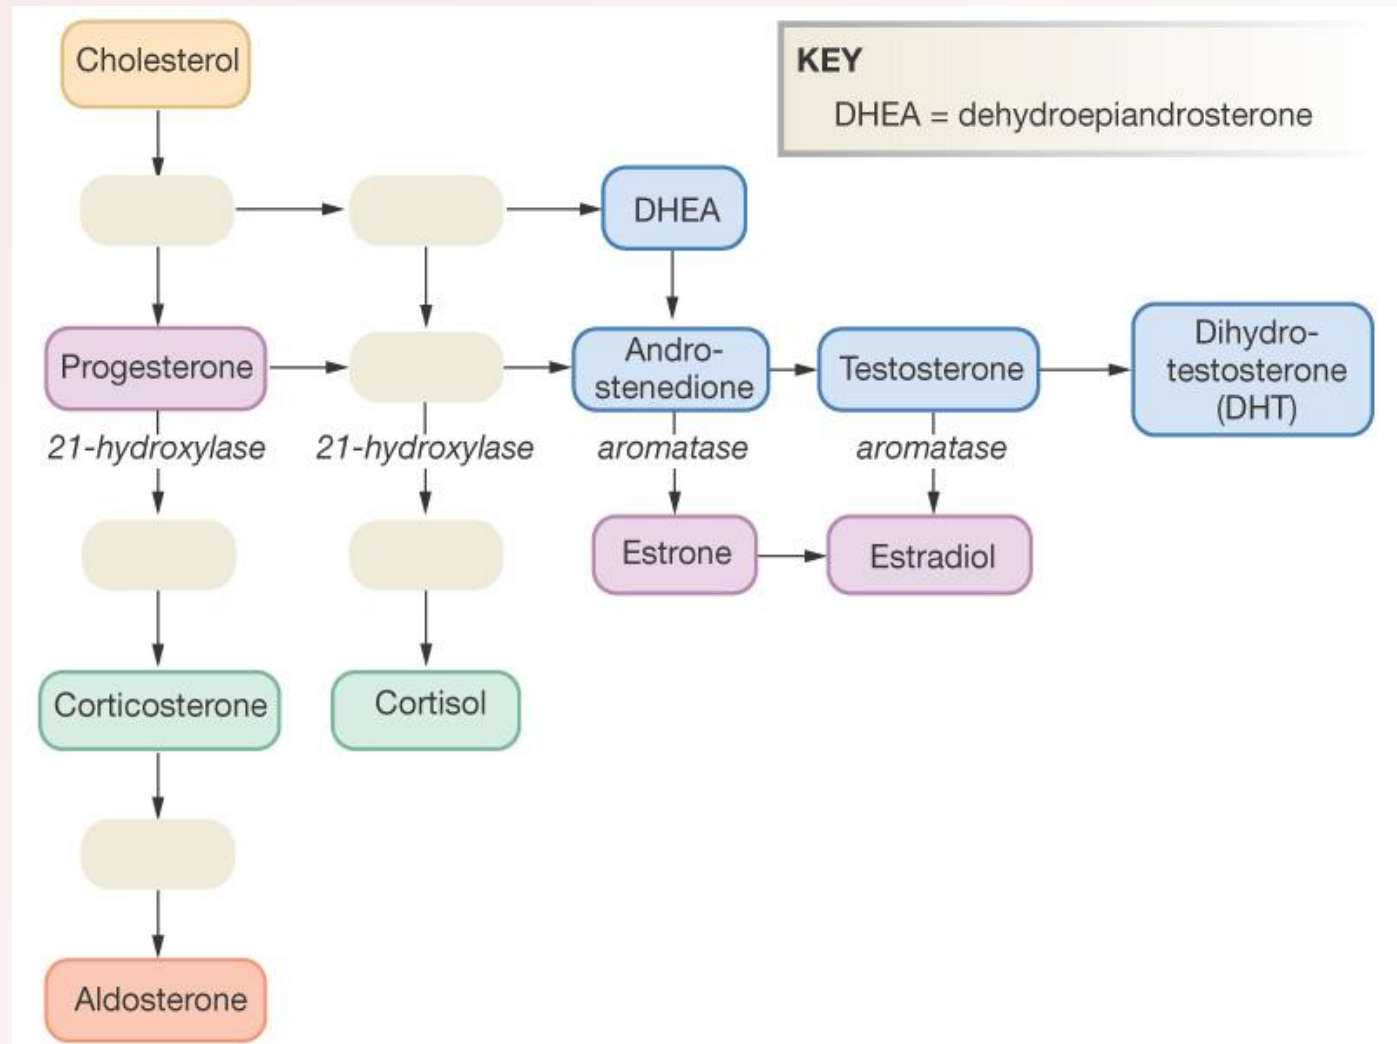 Cholesterol
KEY
DHEA = dehydroepiandrosterone
DHEA
Progesterone
Andro-
stenedione
Testosterone
Dihydro-
testosterone
(DHT)
21-hydroxylase
21-hydroxylase
aromatase
aromatase
Estrone
Estradiol
Corticosterone
Cortisol
Aldosterone